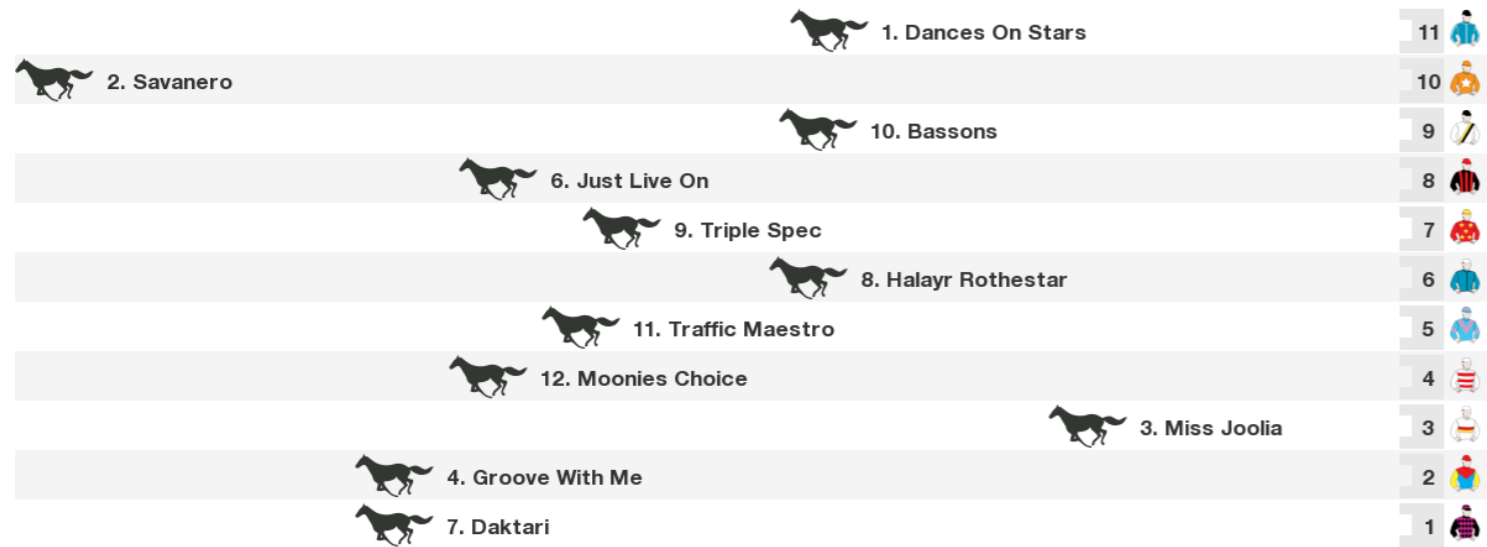 1. Dances On Stars 11
2. Savanero 10
10. Bassons 9
6. Just Live On 8
9. Triple Spec 7
8. Halayr Rothestar 6
11. Traffic Maestro 5
12. Moonies Choice 4
3. Miss Joolia 3
4. Groove With Me 2
7. Daktari 1